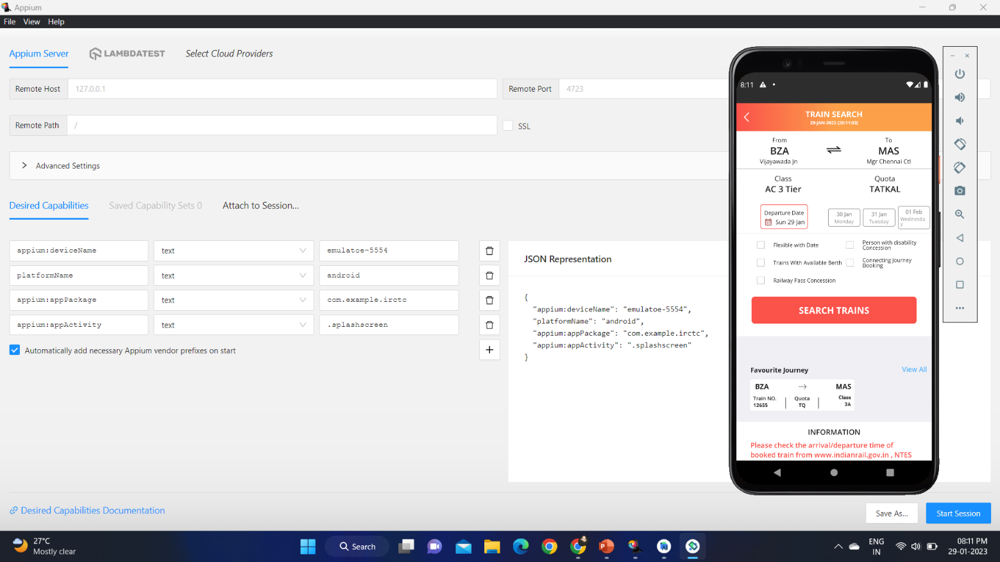 Appium
File View Help
Appium Server LAMBDATEST Select Cloud Providers
Remote Host 127.0.0.1 Remote Port 4723
Remote Path / SSL
Advanced Settings
Desired Capabilities Saved Capability Sets 0 Attach to Session...
appium:deviceName text emulatoe-5554
platformName text android
appium:appPackage text com.example.irctc
appium:appActivity text .splashscreen
Automatically add necessary Appium vendor prefixes on start
JSON Representation
{
"appium:deviceName": "emulatoe-5554",
"platformName": "android",
"appium:appPackage": "com.example.irctc",
"appium:appActivity": ".splashscreen"
}
8:11
TRAIN SEARCH
29-JAN-2023 [20:11:03]
From To
BZA MAS
Vijayawada Jn Mgr Chennai Ctl
Class Quota
AC 3 Tier TATKAL
Departure Date
Sun 29 Jan
30 Jan
Monday
31 Jan
Tuesday
01 Feb
Wednesda
y
Flexible with Date
Person with disability
Concession
Trains With Available Berth
Connecting Journey
Booking
Railway Pass Concession
SEARCH TRAINS
Favourite Journey View All
BZA MAS
Train NO. Quota Class
12655 TQ 3A
INFORMATION
Please check the arrival/departure time of
booked train from www.indianrail.gov.in , NTES
Desired Capabilities Documentation
Save As... Start Session
27°C
Mostly clear
Search
ENG
IN
08:11 PM
29-01-2023